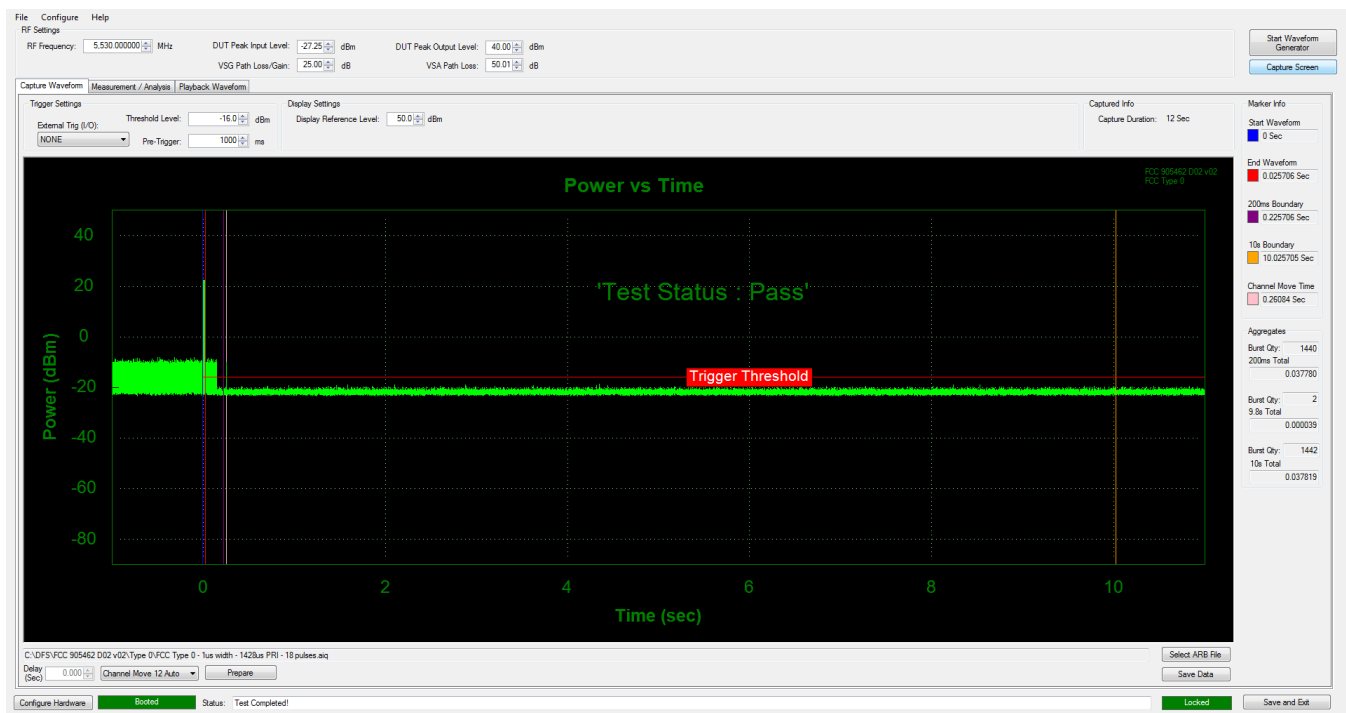 File Configure Help
RF Settings
RF Frequency: 5,530.000000 MHz DUT Peak Input Level: -27.25 dBm DUT Peak Output Level: 40.00 dBm
VSG Path Loss/Gain: 25.00 dB VSA Path Loss: 50.01 dB
Start Waveform
Generator
Capture Screen
Capture Waveform Measurement / Analysis Playback Waveform
Trigger Settings
External Trig (I/O): Threshold Level: -16.0 dBm
NONE Pre-Trigger: 1000 ms
Display Settings
Display Reference Level: 50.0 dBm
Captured Info
Capture Duration: 12 Sec
Marker Info
Start Waveform
0 Sec
End Waveform
0.025706 Sec
200ms Boundary
0.225706 Sec
10s Boundary
10.025705 Sec
Channel Move Time
0.26084 Sec
Aggregates
Burst Qty: 1440
200ms Total
0.037780
Burst Qty: 2
9.8s Total
0.000039
Burst Qty: 1442
10s Total
0.037819
Power vs Time
FCC 905462 D02 v02
FCC Type 0
'Test Status : Pass'
Trigger Threshold
Power (dBm)
40
20
0
-20
-40
-60
-80
0 2 4 6 8 10
Time (sec)
C:\DFS\FCC 905462 D02 v02\Type 0\FCC Type 0 - 1us width - 1428us PRI - 18 pulses.aiq
Select ARB File
Delay
(Sec) 0.000 Channel Move 12 Auto Prepare
Save Data
Configure Hardware Booted Status: Test Completed! Locked Save and Exit